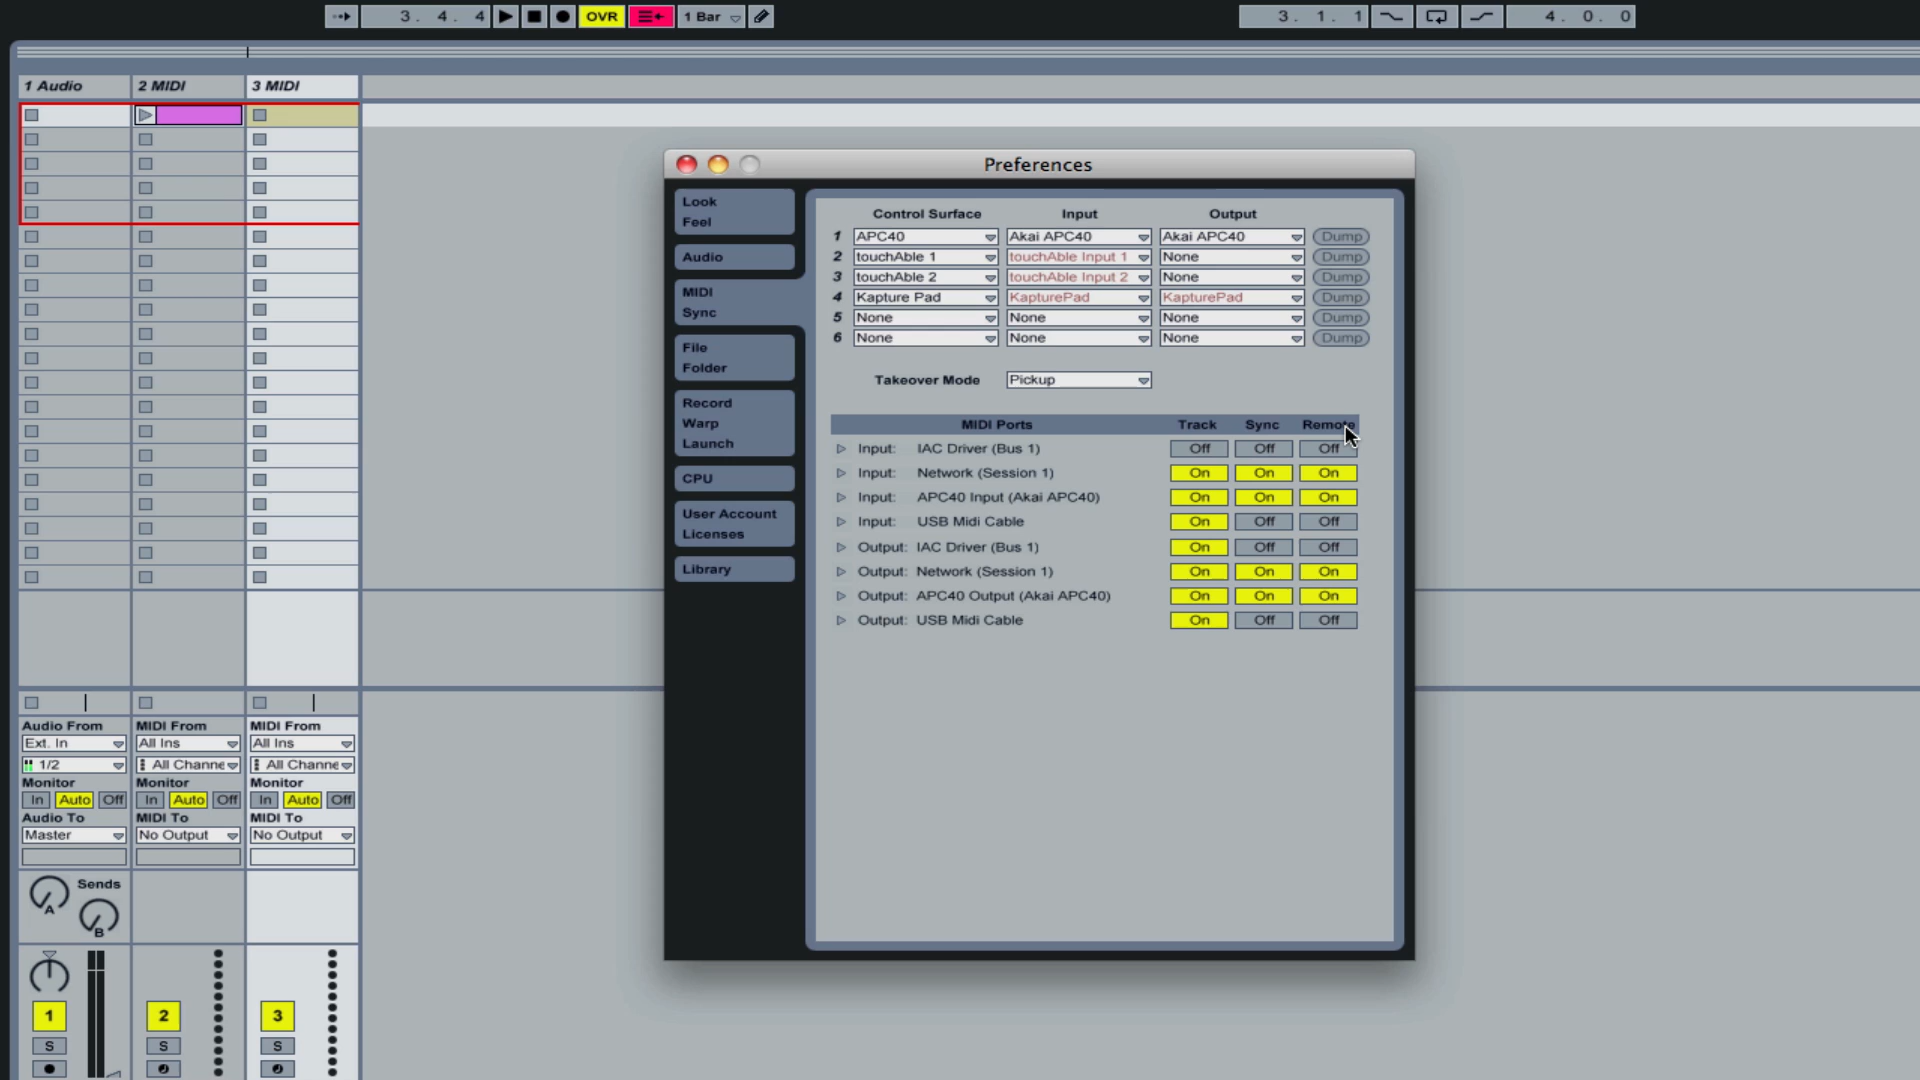 3. 4. 4 OVR 1 Bar 3. 1. 1 4. 0. 0
1 Audio 2 MIDI 3 MIDI
Preferences
Look
Feel
Audio
MIDI
Sync
File
Folder
Record
Warp
Launch
CPU
User Account
Licenses
Library
Control Surface Input Output
1 APC40 Akai APC40 Akai APC40 Dump
2 touchAble 1 touchAble Input 1 None Dump
3 touchAble 2 touchAble Input 2 None Dump
4 Kapture Pad KapturePad KapturePad Dump
5 None None None Dump
6 None None None Dump
Takeover Mode Pickup
MIDI Ports Track Sync Remote
Input: IAC Driver (Bus 1) Off Off Off
Input: Network (Session 1) On On On
Input: APC40 Input (Akai APC40) On On On
Input: USB Midi Cable On Off Off
Output: IAC Driver (Bus 1) On Off Off
Output: Network (Session 1) On On On
Output: APC40 Output (Akai APC40) On On On
Output: USB Midi Cable On Off Off
Audio From MIDI From MIDI From
Ext. In All Ins All Ins
1/2 All Channe All Channe
Monitor Monitor Monitor
In Auto Off In Auto Off In Auto Off
Audio To MIDI To MIDI To
Master No Output No Output
Sends
A
B
1 2 3
S S S